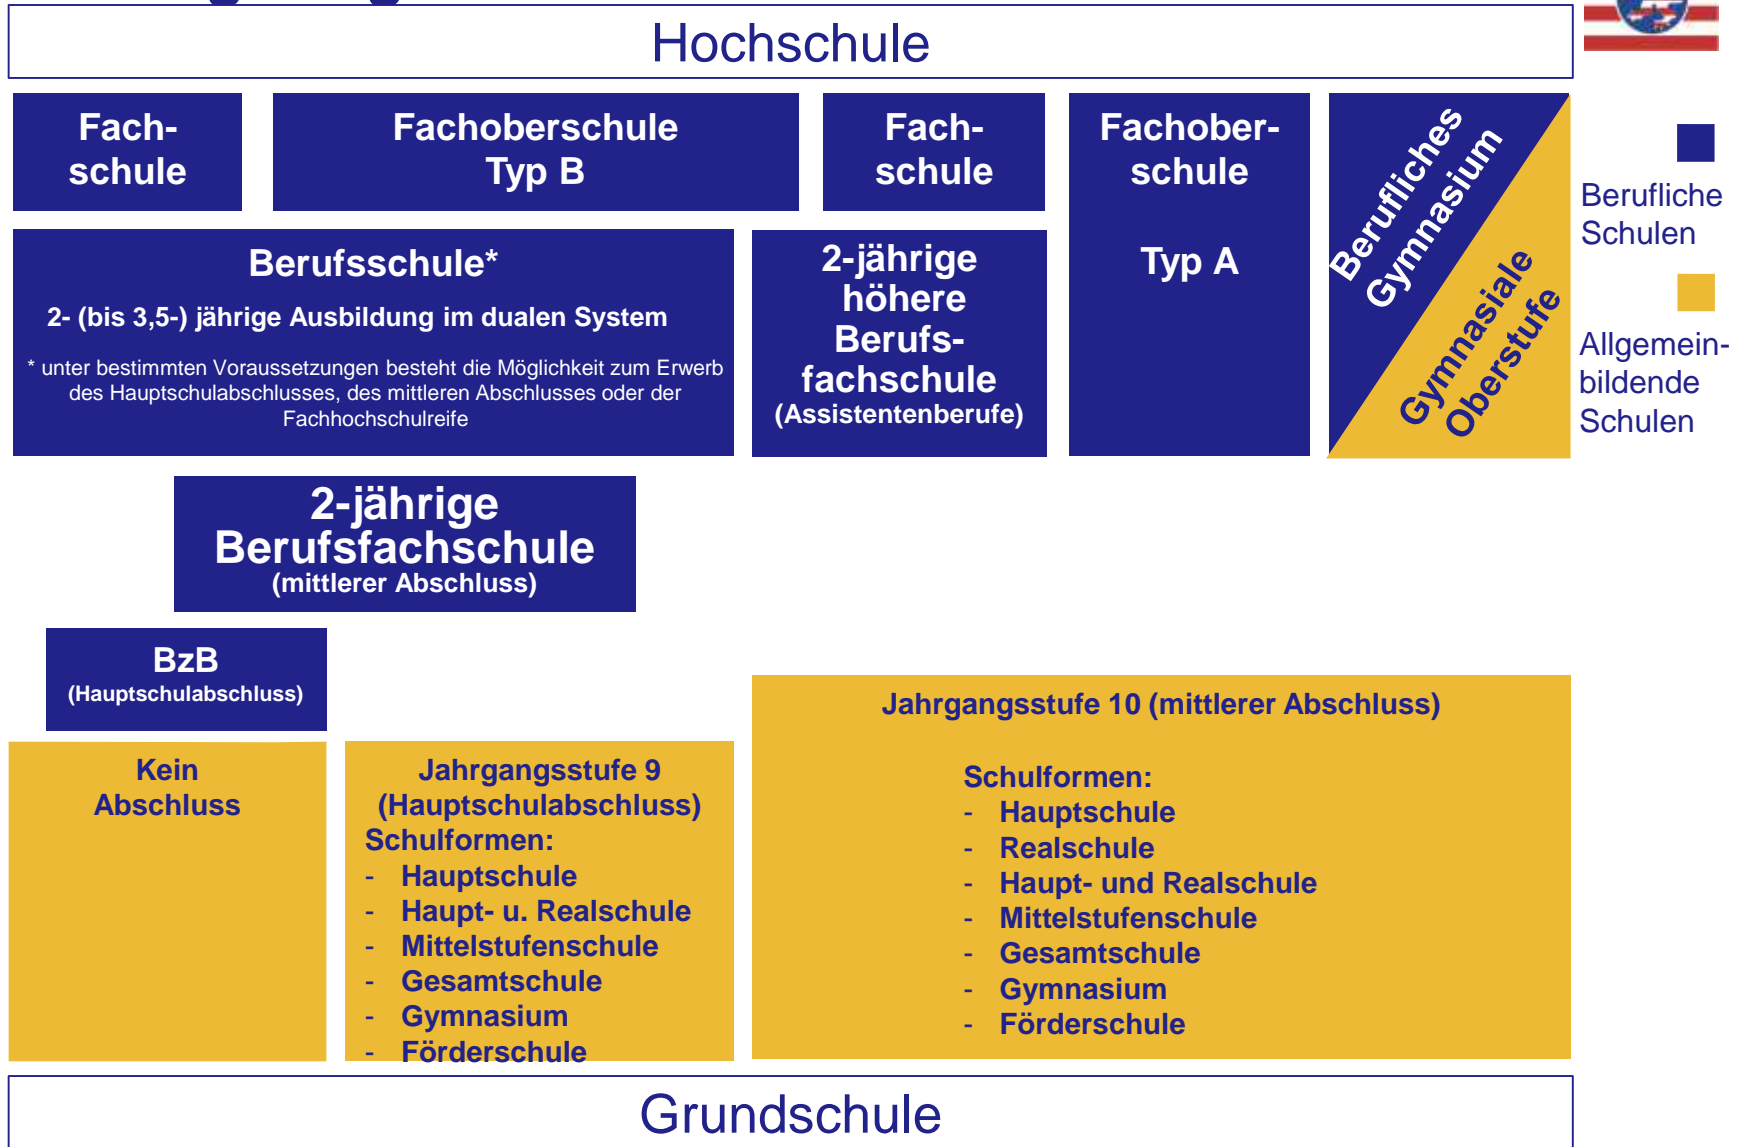 Hochschule
Fach-
schule
Fachoberschule
Typ B
Fach-
schule
Fachober-
schule
Typ A
Berufliches
Gymnasium
Gymnasiale
Oberstufe
Berufliche
Schulen
Allgemein-
bildende
Schulen
Berufsschule*
2- (bis 3,5-) jährige Ausbildung im dualen System
* unter bestimmten Voraussetzungen besteht die Möglichkeit zum Erwerb
des Hauptschulabschlusses, des mittleren Abschlusses oder der
Fachhochschulreife
2-jährige
höhere
Berufs-
fachschule
(Assistentenberufe)
2-jährige
Berufsfachschule
(mittlerer Abschluss)
BzB
(Hauptschulabschluss)
Kein
Abschluss
Jahrgangsstufe 9
(Hauptschulabschluss)
Schulformen:
- Hauptschule
- Haupt- u. Realschule
- Mittelstufenschule
- Gesamtschule
- Gymnasium
- Förderschule
Jahrgangsstufe 10 (mittlerer Abschluss)
Schulformen:
- Hauptschule
- Realschule
- Haupt- und Realschule
- Mittelstufenschule
- Gesamtschule
- Gymnasium
- Förderschule
Grundschule